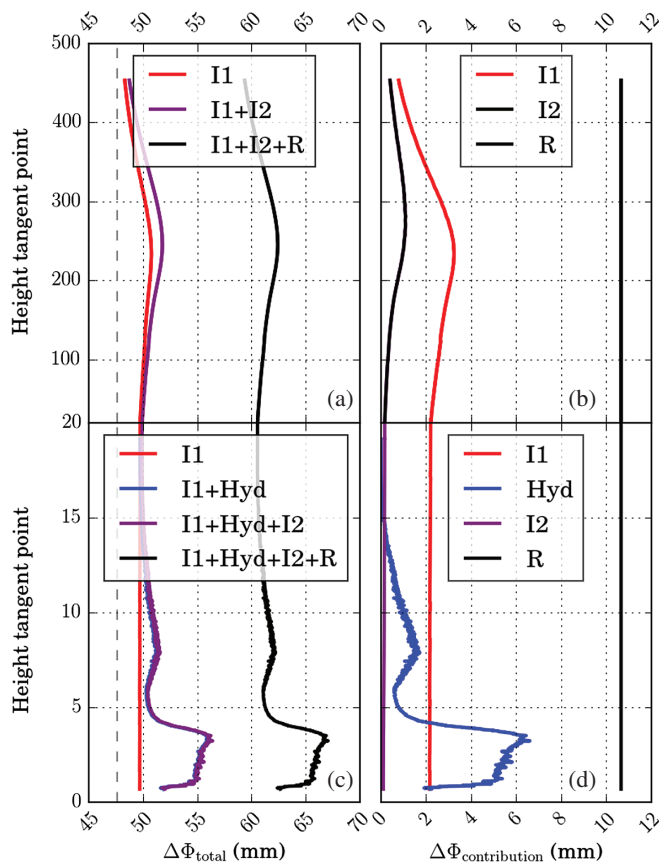 45 50 55 60 65 70
0 2 4 6 8 10 12
500
400
300
200
100
Height tangent point
I1
I1+I2
I1+I2+R
(a)
I1
I2
R
(b)
20
15
10
5
0
Height tangent point
I1
I1+Hyd
I1+Hyd+I2
I1+Hyd+I2+R
(c)
I1
Hyd
I2
R
(d)
45 50 55 60 65 70
0 2 4 6 8 10 12
ΔΦtotal (mm)
ΔΦcontribution (mm)